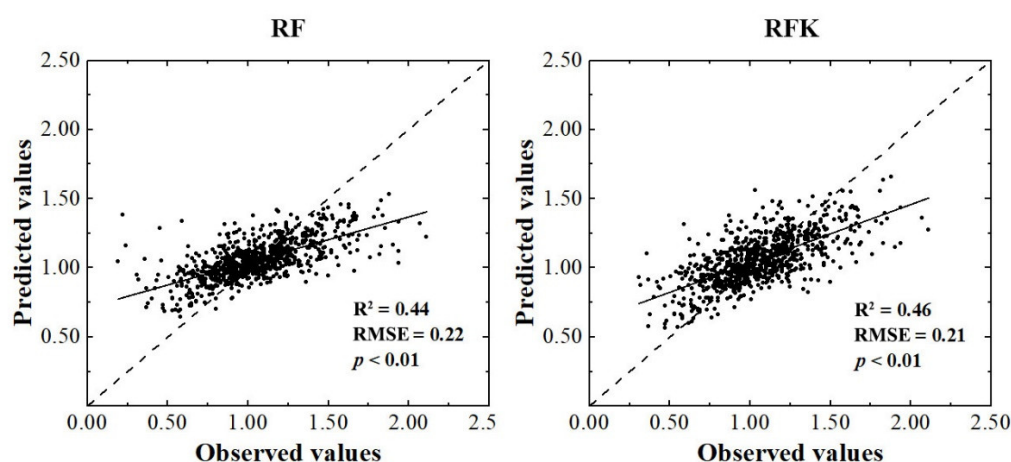 RF
2.50
2.00
1.50
1.00
0.50
Predicted values
R² = 0.44
RMSE = 0.22
p < 0.01
0.00 0.50 1.00 1.50 2.00 2.50
Observed values
RFK
2.50
2.00
1.50
1.00
0.50
Predicted values
R² = 0.46
RMSE = 0.21
p < 0.01
0.00 0.50 1.00 1.50 2.00 2.50
Observed values